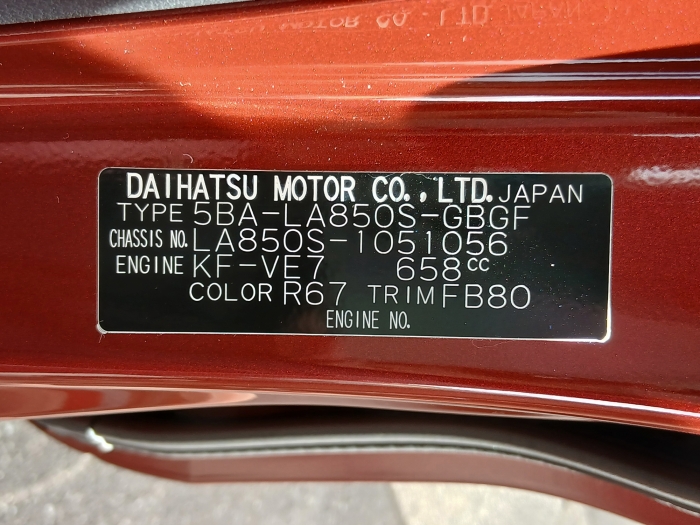 DAIHATSU MOTOR CO., LTD. JAPAN
TYPE 5BA-LA850S-GBGF
CHASSIS NO. LA850S-1051056
ENGINE KF-VE7 658CC
COLOR R67 TRIM FB80
ENGINE NO.